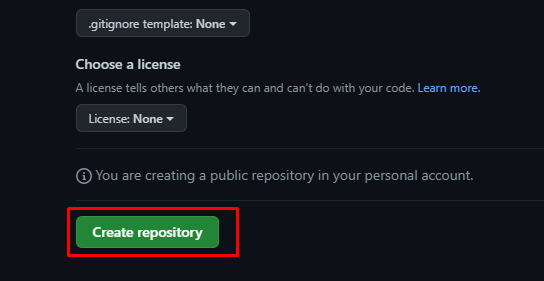 .gitignore template: None
Choose a license
A license tells others what they can and can't do with your code. Learn more.
License: None
You are creating a public repository in your personal account.
Create repository